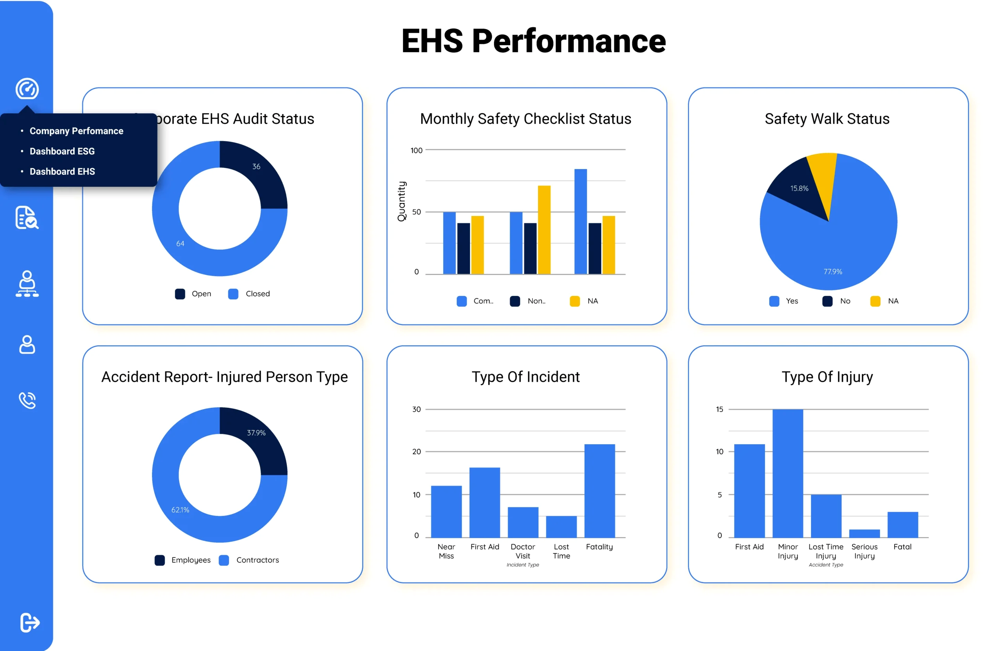 EHS Performance
Company Perfomance
Dashboard ESG
Dashboard EHS
porate EHS Audit Status
36
64
Open
Closed
Monthly Safety Checklist Status
Quantity
100
50
0
Com..
Non..
NA
Safety Walk Status
15.8%
77.9%
Yes
No
NA
Accident Report- Injured Person Type
37.9%
62.1%
Employees
Contractors
Type Of Incident
30
20
10
0
Near Miss
First Aid
Doctor Visit
Lost Time
Fatality
Incident Type
Type Of Injury
15
10
5
0
First Aid
Minor Injury
Lost Time Injury
Serious Injury
Fatal
Accident Type